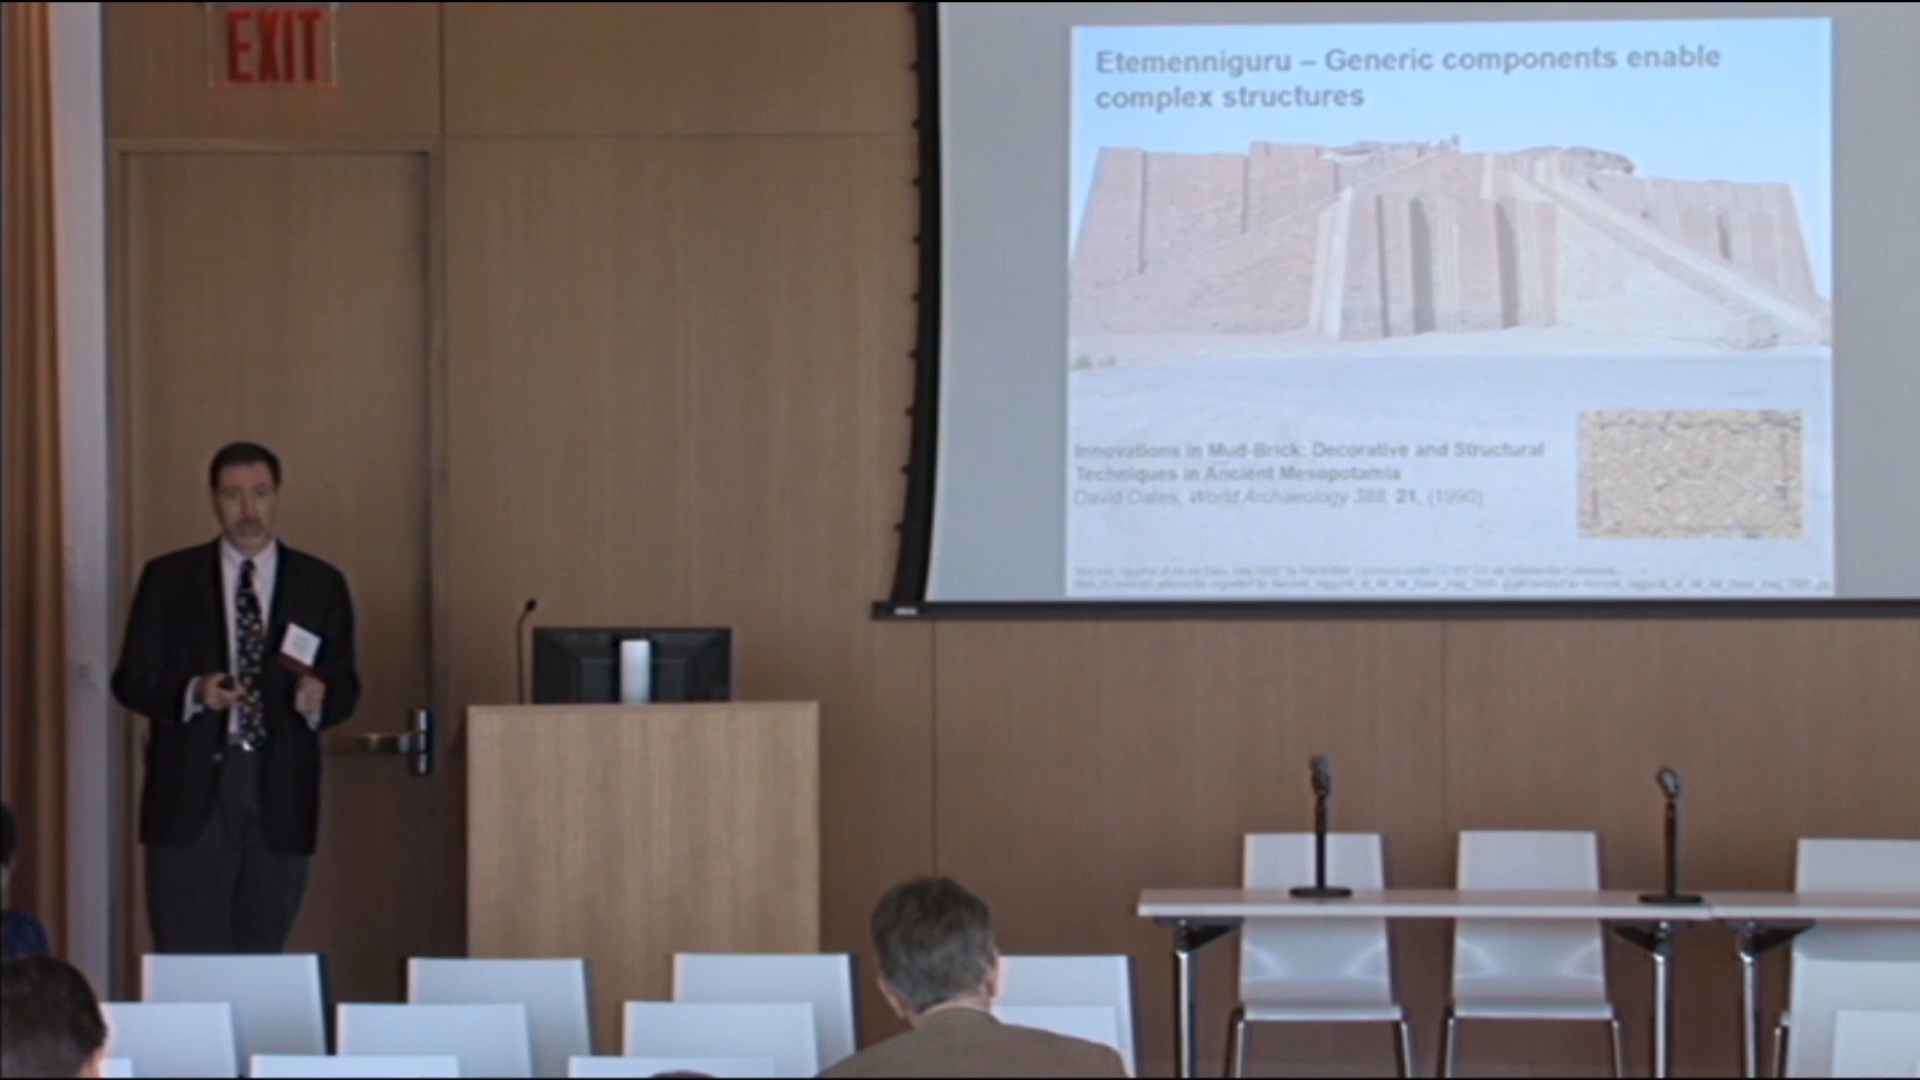 EXIT
Etemenniguru – Generic components enable
complex structures
Innovations in Mud-Brick: Decorative and Structural
Techniques in Ancient Mesopotamia
David Oates, World Archaeology 388, 21, (1990)